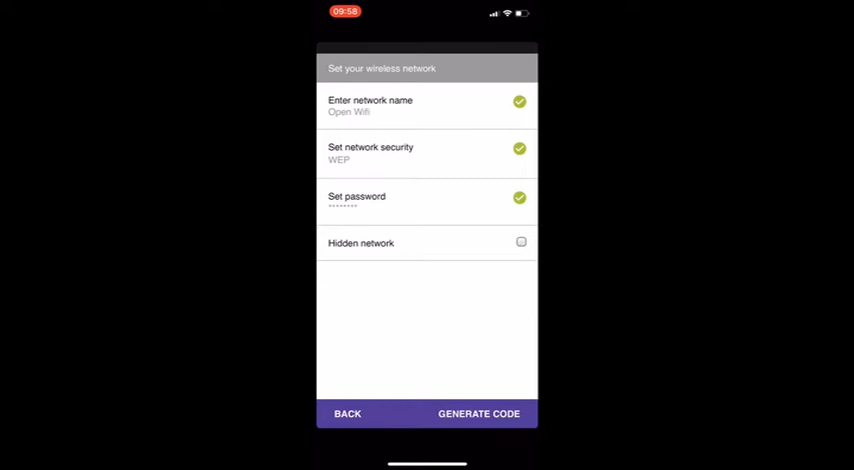 09:58
Set your wireless network
Enter network name
Open Wifi
Set network security
WEP
Set password
--------
Hidden network
BACK
GENERATE CODE